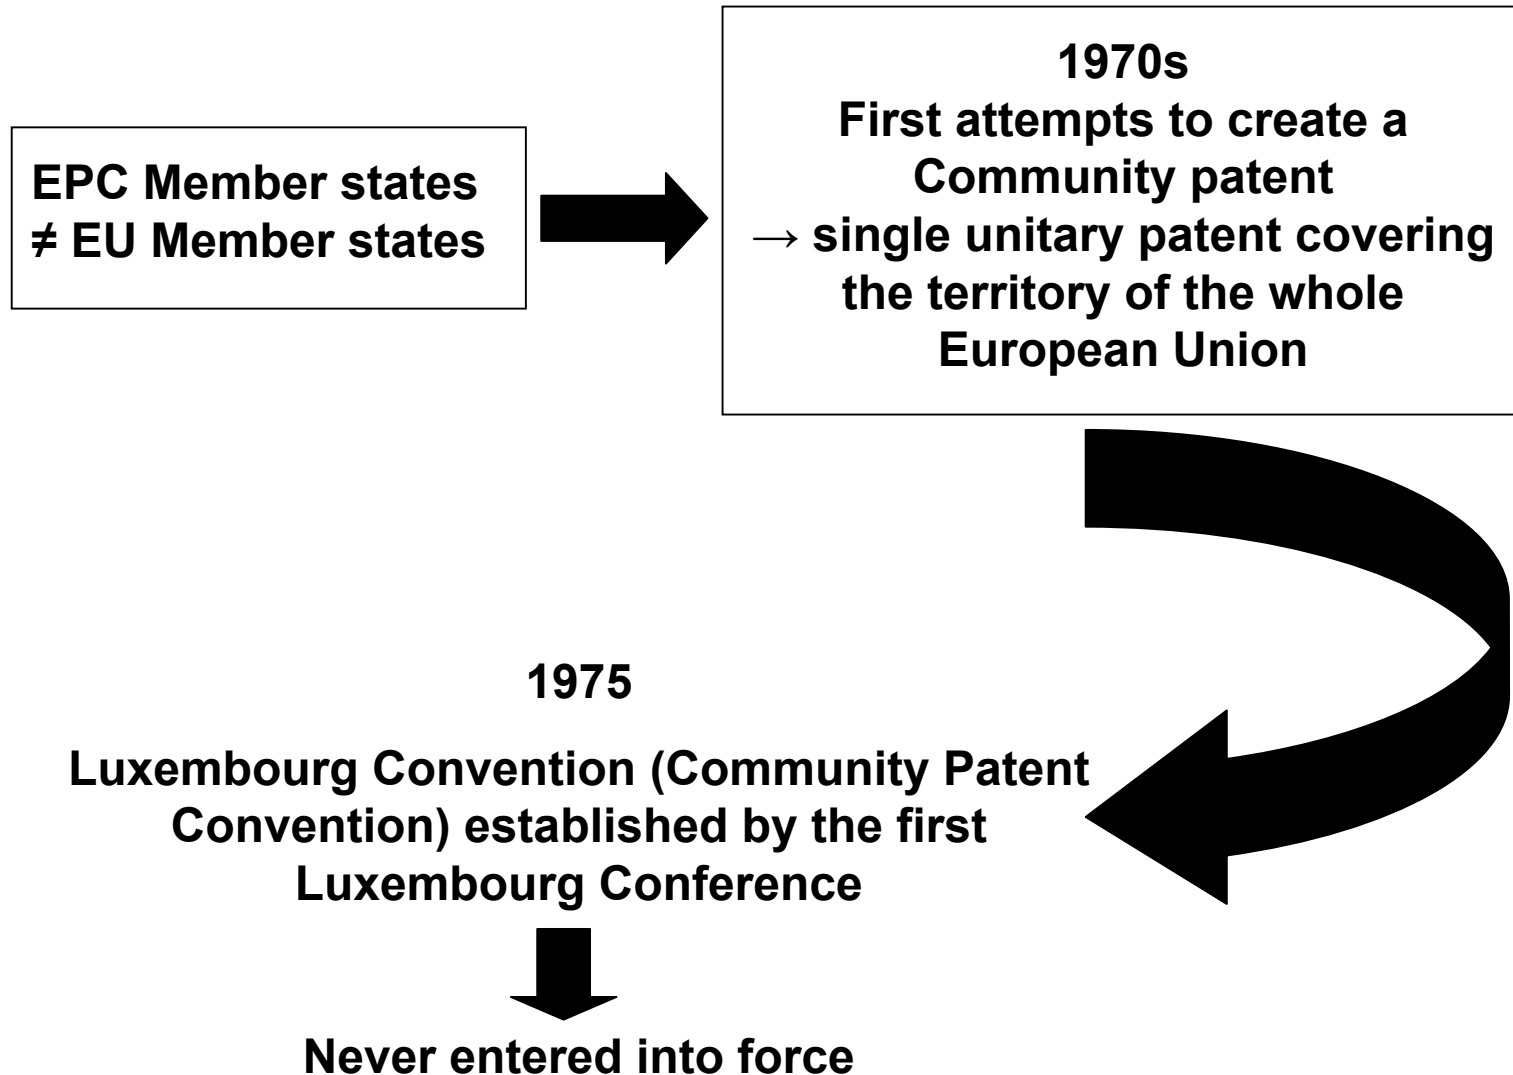 EPC Member states
≠ EU Member states
1970s
First attempts to create a
Community patent
→ single unitary patent covering
the territory of the whole
European Union
1975
Luxembourg Convention (Community Patent
Convention) established by the first
Luxembourg Conference
Never entered into force